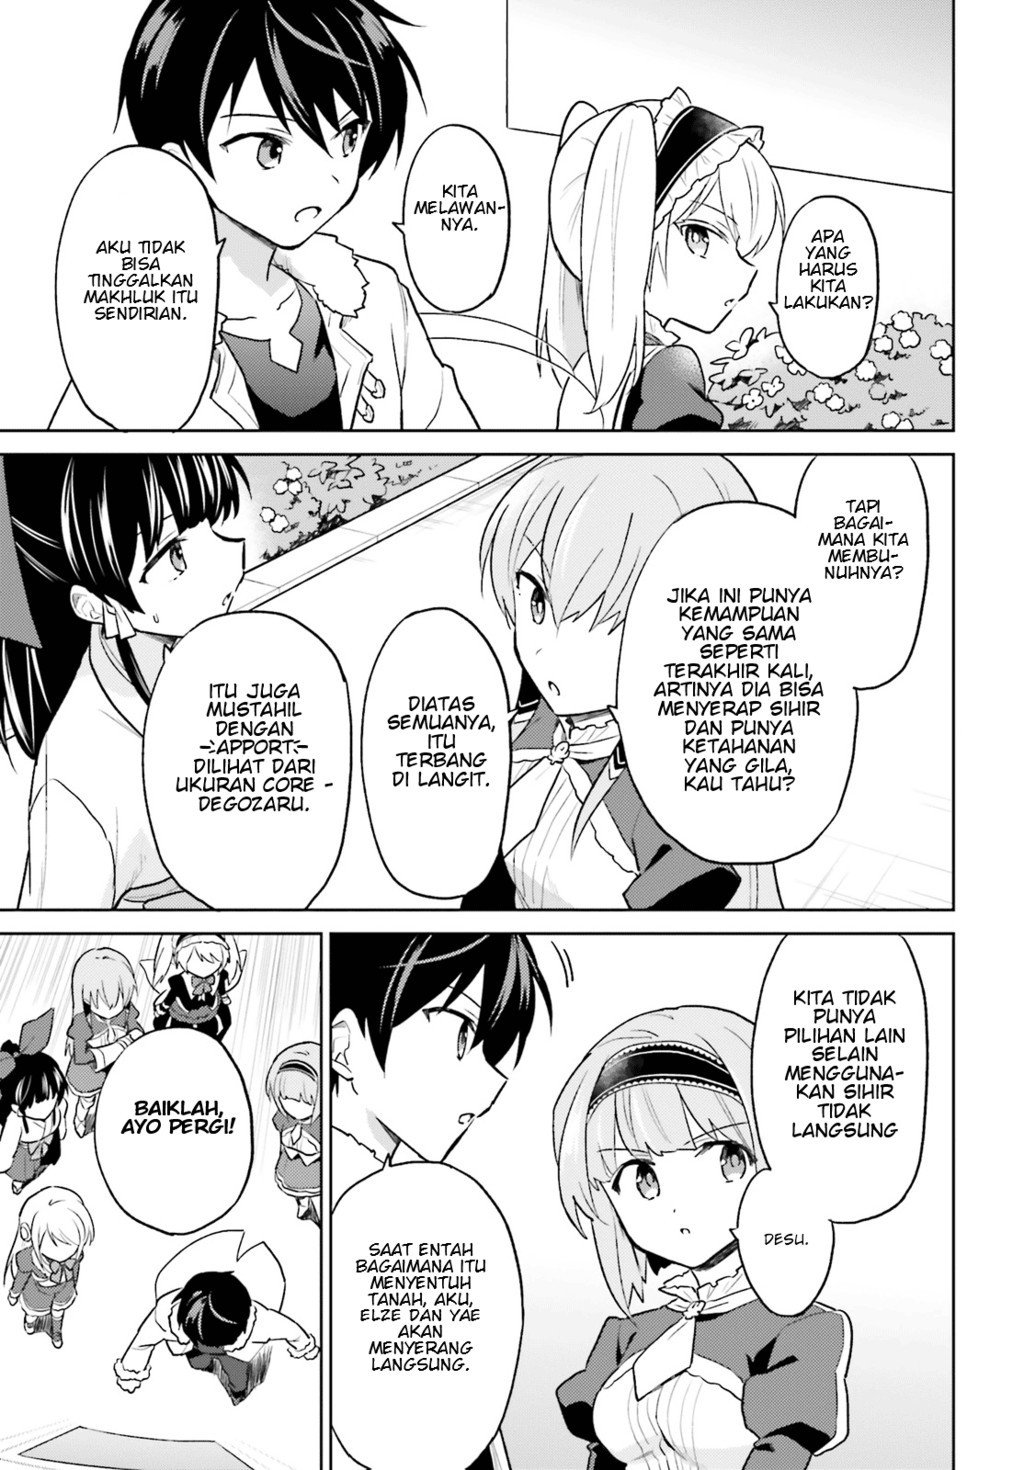 APA
YANG
HARUS
KITA
LAKUKAN?
KITA
MELAWAN-
NYA.
AKU TIDAK
BISA
TINGGALKAN
MAKHLUK ITU
SENDIRIAN.
TAPI
BAGAI-
MANA KITA
MEMBU-
NUHNYA?
JIKA INI PUNYA
KEMAMPUAN
YANG SAMA
SEPERTI
TERAKHIR KALI,
ARTINYA DIA BISA
MENYERAP SIHIR
DAN PUNYA
KETAHANAN
YANG GILA,
KAU TAHU?
DIATAS
SEMUANYA,
ITU
TERBANG
DI LANGIT.
ITU JUGA
MUSTAHIL
DENGAN
-APPORT-
DILIHAT DARI
UKURAN CORE -
DEGOZARU.
KITA TIDAK
PUNYA
PILIHAN LAIN
SELAIN
MENGGUNA-
KAN SIHIR
TIDAK
LANGSUNG
DESU.
SAAT ENTAH
BAGAIMANA ITU
MENYENTUH
TANAH, AKU,
ELZE DAN YAE
AKAN
MENYERANG
LANGSUNG.
BAIKLAH,
AYO PERGI!